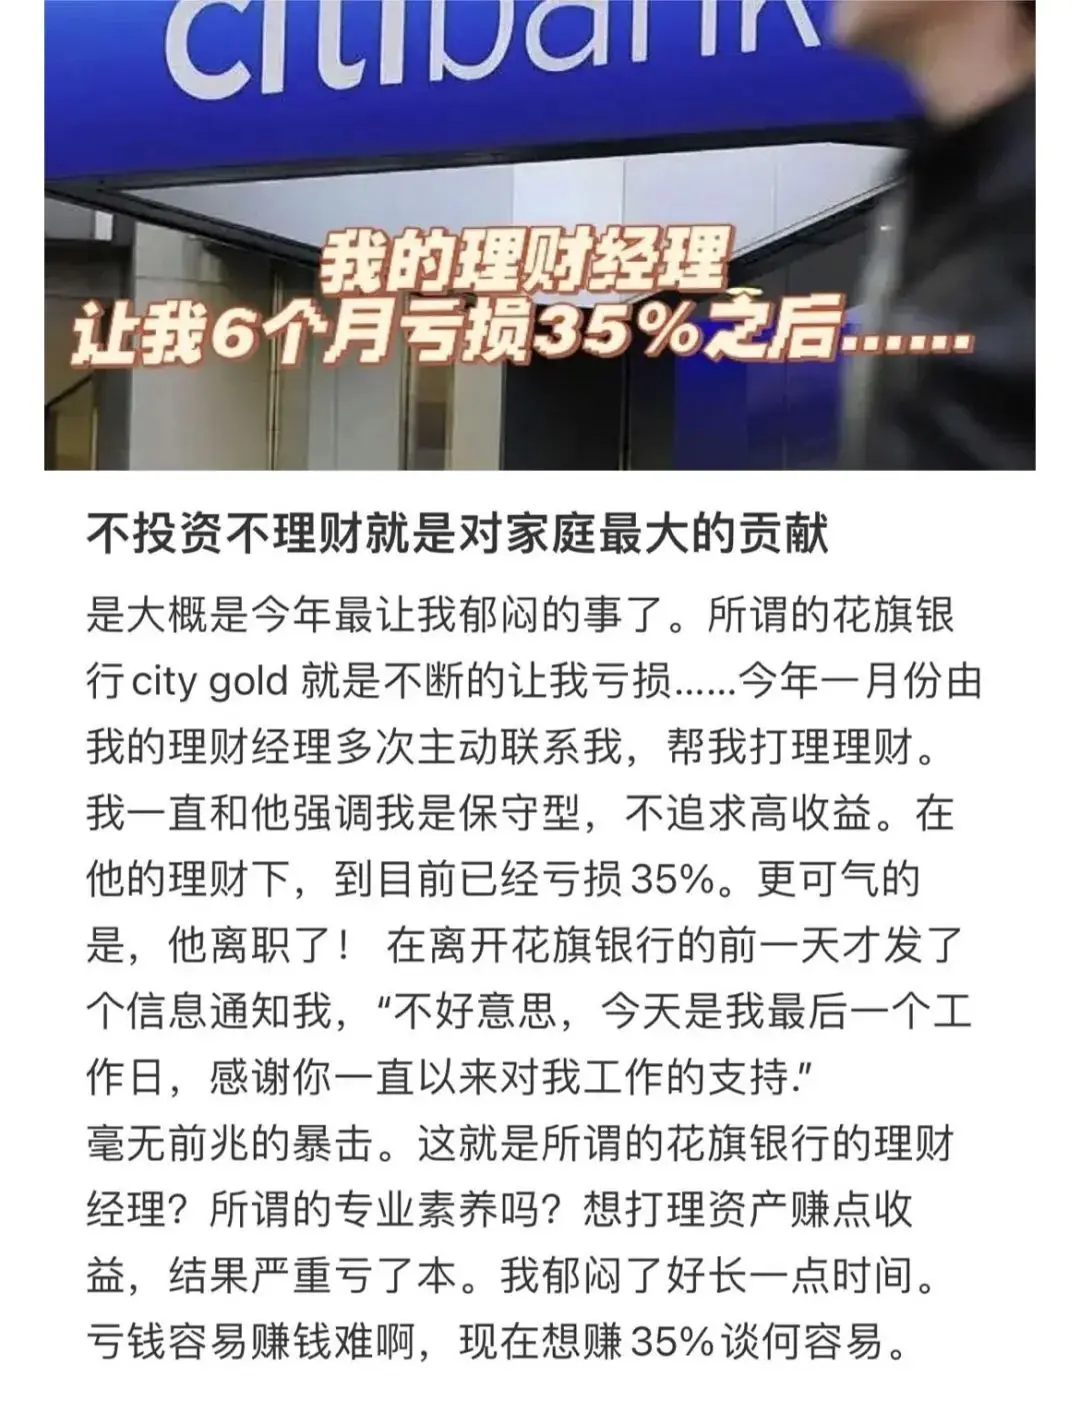 citibank
我的理财经理
让我6个月亏损35%之后......
不投资不理财就是对家庭最大的贡献
是大概是今年最让我郁闷的事了。所谓的花旗银
行city gold 就是不断的让我亏损......今年一月份由
我的理财经理多次主动联系我，帮我打理理财。
我一直和他强调我是保守型，不追求高收益。在
他的理财下，到目前已经亏损35%。更可气的
是，他离职了！ 在离开花旗银行的前一天才发了
个信息通知我，“不好意思，今天是我最后一个工
作日，感谢你一直以来对我工作的支持.”
毫无前兆的暴击。这就是所谓的花旗银行的理财
经理？所谓的专业素养吗？想打理资产赚点收
益，结果严重亏了本。我郁闷了好长一点时间。
亏钱容易赚钱难啊，现在想赚35%谈何容易。